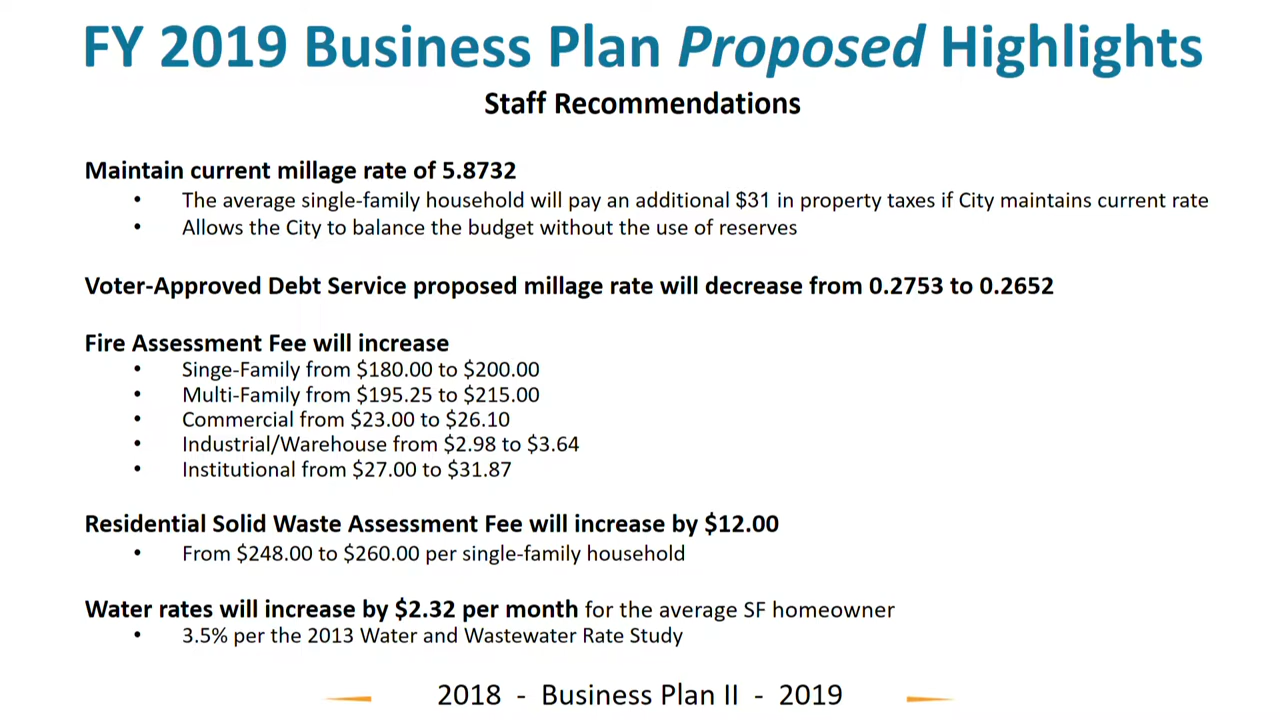 FY 2019 Business Plan Proposed Highlights
Staff Recommendations
Maintain current millage rate of 5.8732
• The average single-family household will pay an additional $31 in property taxes if City maintains current rate
• Allows the City to balance the budget without the use of reserves
Voter-Approved Debt Service proposed millage rate will decrease from 0.2753 to 0.2652
Fire Assessment Fee will increase
• Singe-Family from $180.00 to $200.00
• Multi-Family from $195.25 to $215.00
• Commercial from $23.00 to $26.10
• Industrial/Warehouse from $2.98 to $3.64
• Institutional from $27.00 to $31.87
Residential Solid Waste Assessment Fee will increase by $12.00
• From $248.00 to $260.00 per single-family household
Water rates will increase by $2.32 per month for the average SF homeowner
• 3.5% per the 2013 Water and Wastewater Rate Study
2018 - Business Plan II - 2019